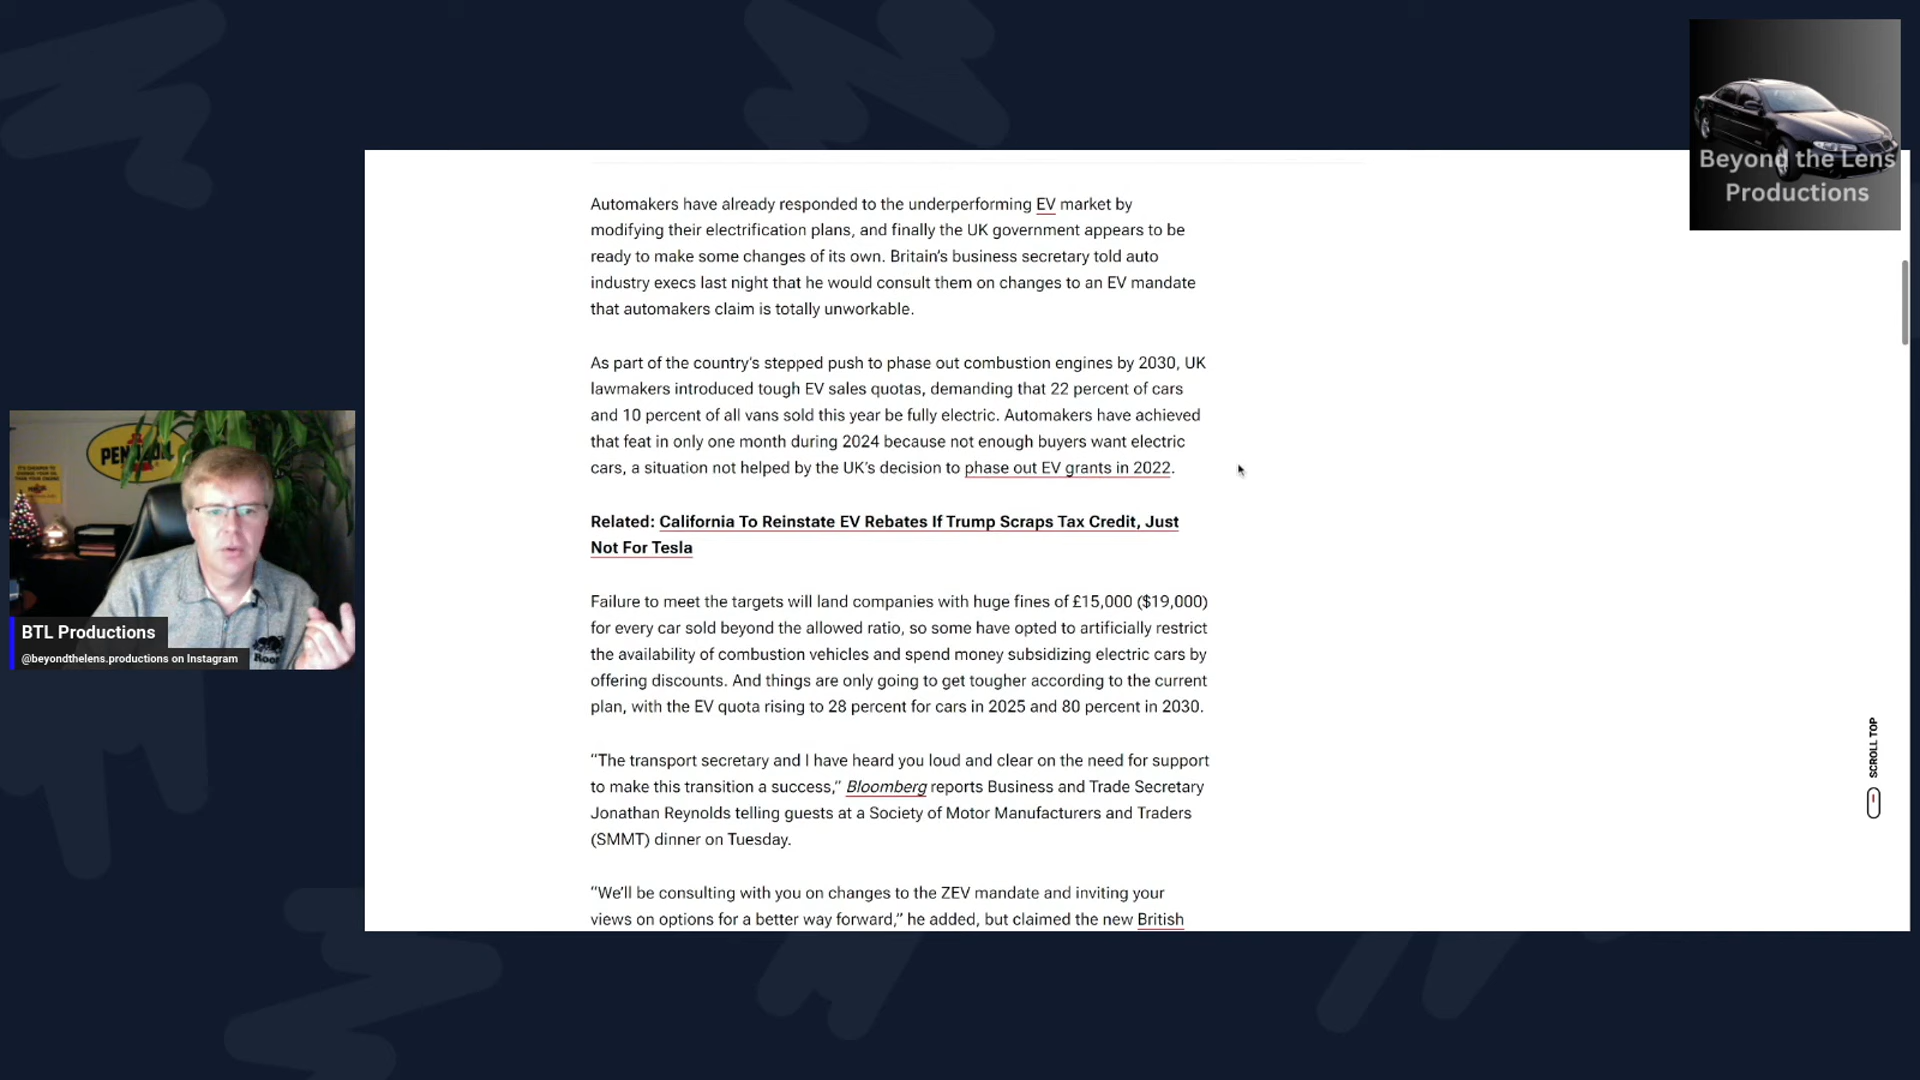 Beyond the Lens
Productions
Automakers have already responded to the underperforming EV market by
modifying their electrification plans, and finally the UK government appears to be
ready to make some changes of its own. Britain's business secretary told auto
industry execs last night that he would consult them on changes to an EV mandate
that automakers claim is totally unworkable.
As part of the country's stepped push to phase out combustion engines by 2030, UK
lawmakers introduced tough EV sales quotas, demanding that 22 percent of cars
and 10 percent of all vans sold this year be fully electric. Automakers have achieved
that feat in only one month during 2024 because not enough buyers want electric
cars, a situation not helped by the UK's decision to phase out EV grants in 2022.
Related: California To Reinstate EV Rebates If Trump Scraps Tax Credit, Just
Not For Tesla
Failure to meet the targets will land companies with huge fines of £15,000 ($19,000)
for every car sold beyond the allowed ratio, so some have opted to artificially restrict
the availability of combustion vehicles and spend money subsidizing electric cars by
offering discounts. And things are only going to get tougher according to the current
plan, with the EV quota rising to 28 percent for cars in 2025 and 80 percent in 2030.
“The transport secretary and I have heard you loud and clear on the need for support
to make this transition a success,” Bloomberg reports Business and Trade Secretary
Jonathan Reynolds telling guests at a Society of Motor Manufacturers and Traders
(SMMT) dinner on Tuesday.
“We'll be consulting with you on changes to the ZEV mandate and inviting your
views on options for a better way forward,” he added, but claimed the new British
SCROLL TOP
BTL Productions
@beyondthelens.productions on Instagram